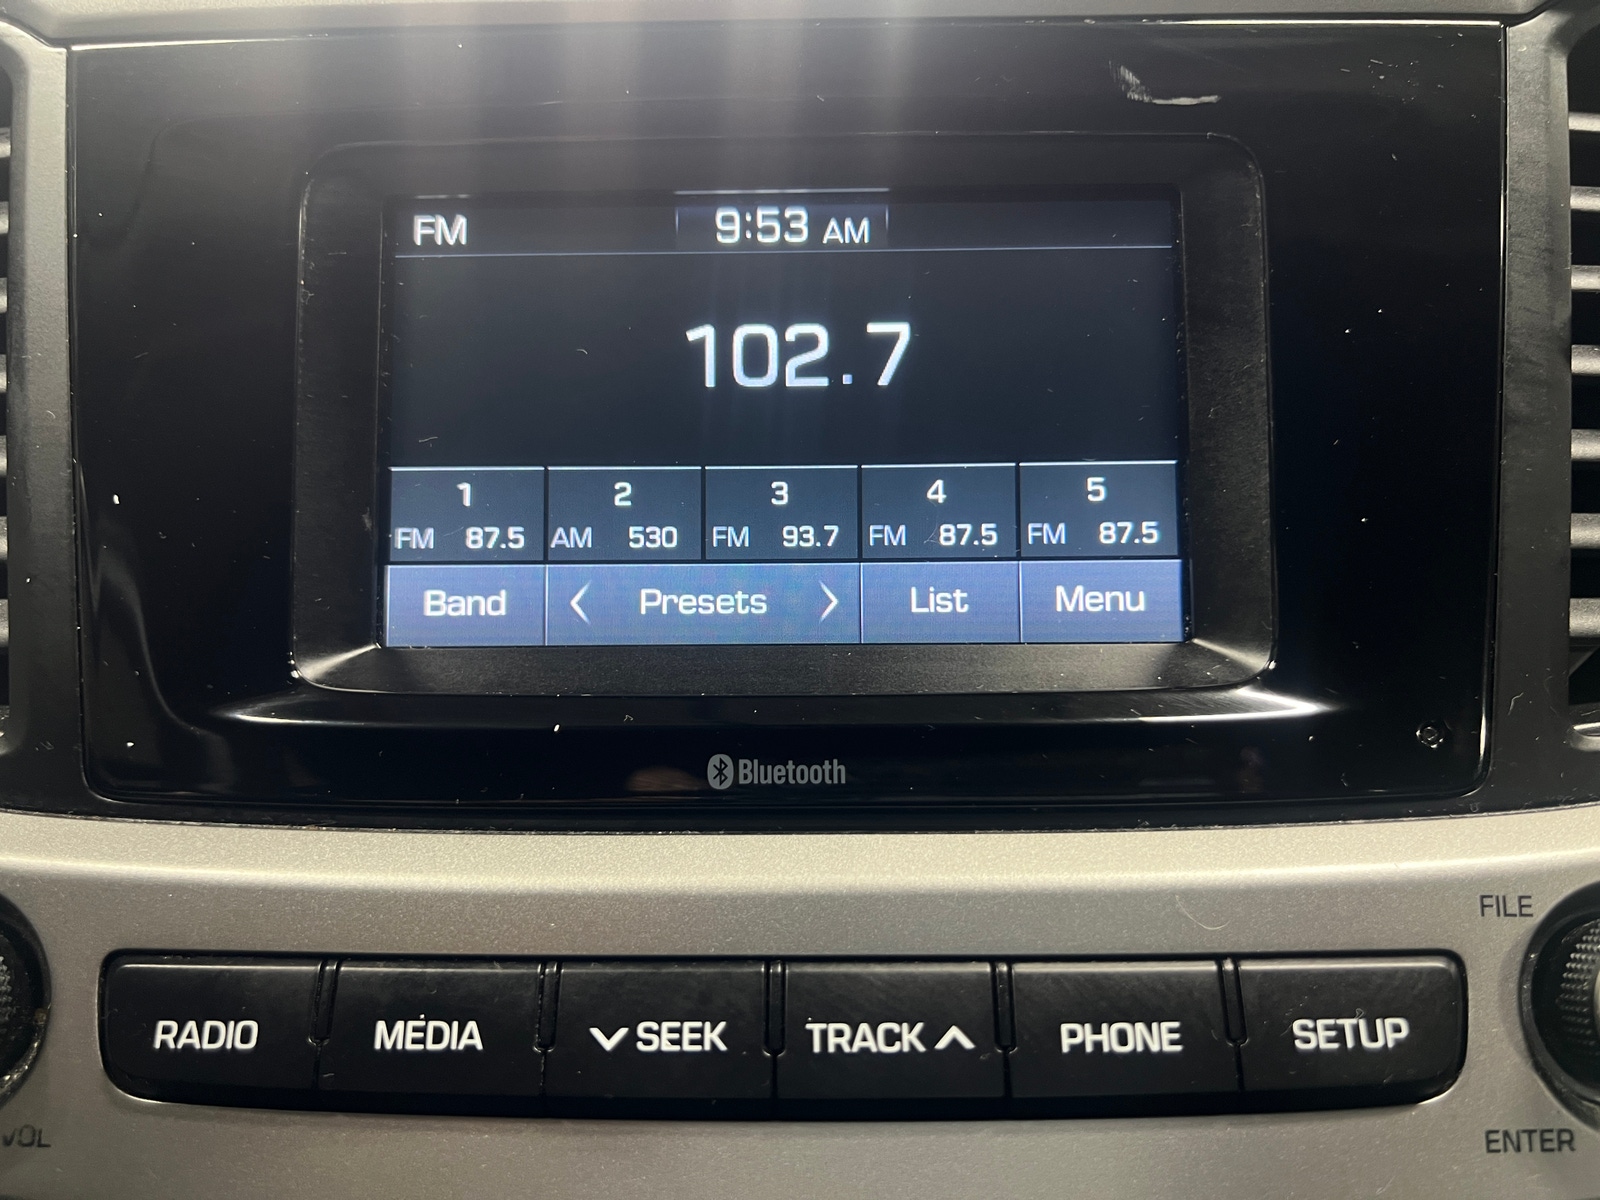 FM 9:53 AM
102.7
1 2 3 4 5
FM 87.5 AM 530 FM 93.7 FM 87.5 FM 87.5
Band < Presets > List Menu
Bluetooth
FILE
RADIO MEDIA ∨ SEEK TRACK ∧ PHONE SETUP
VOL ENTER